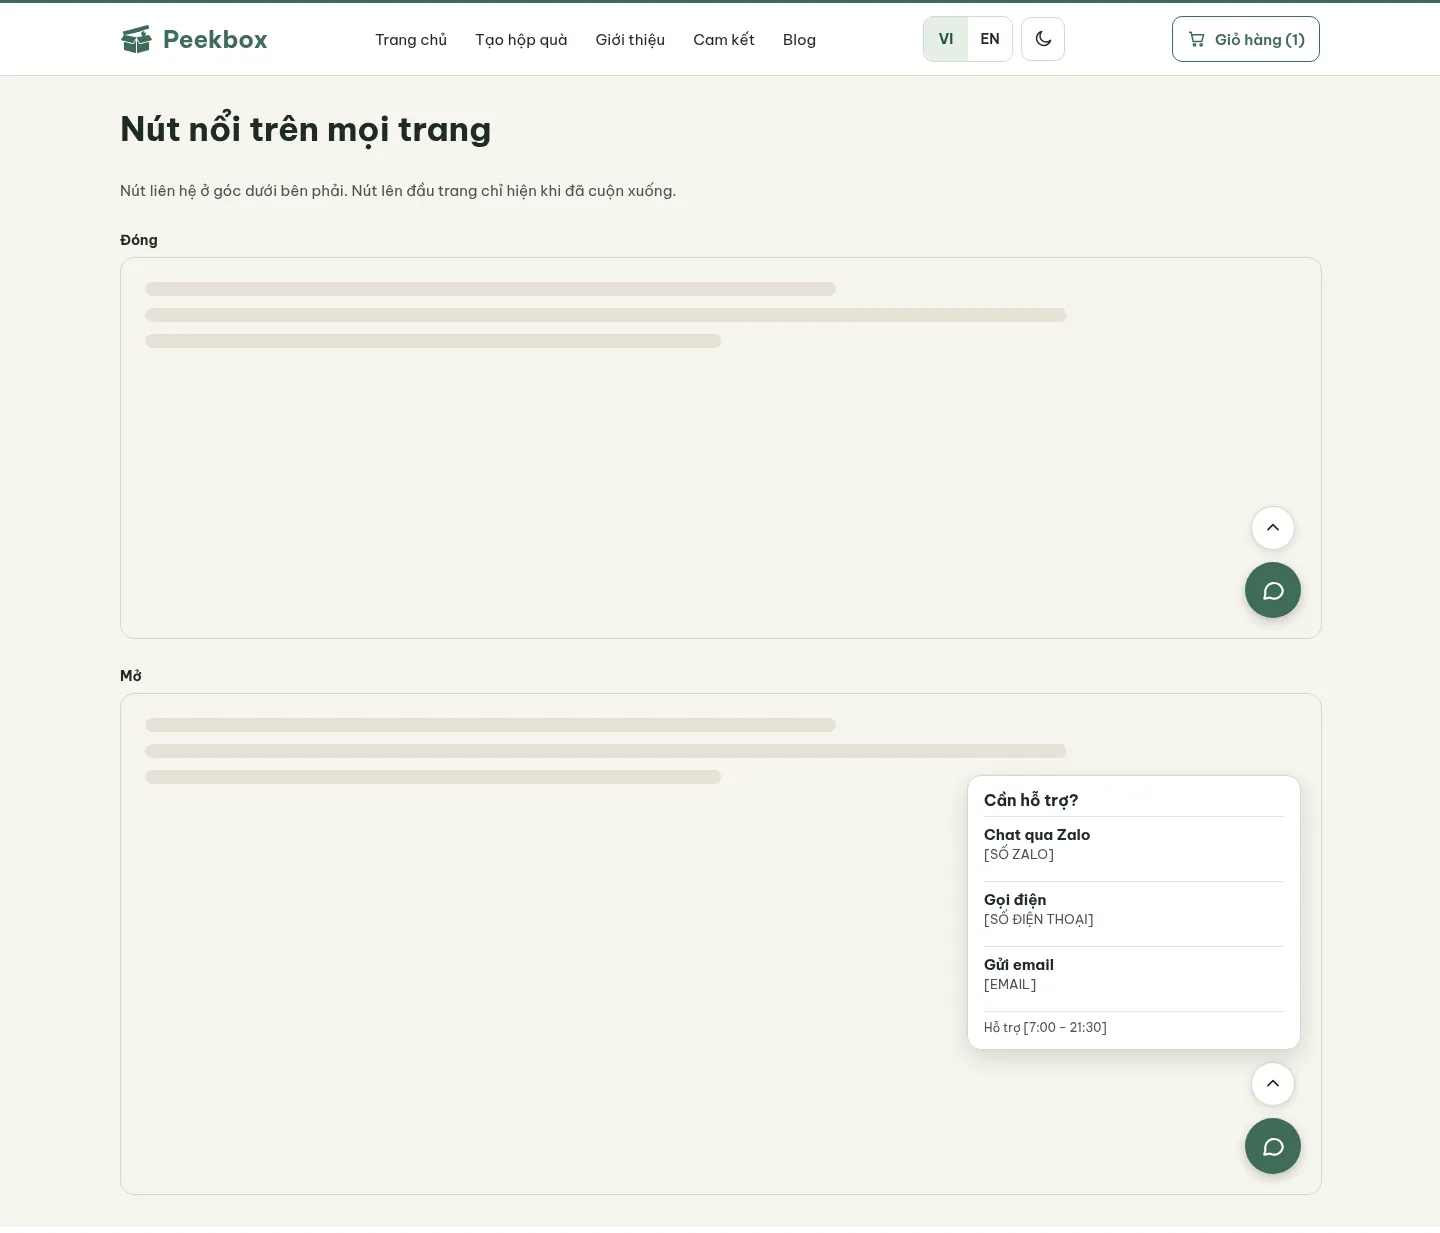 Peekbox
Trang chủ
Tạo hộp quà
Giới thiệu
Cam kết
Blog
VI
EN
Giỏ hàng (1)
Nút nổi trên mọi trang
Nút liên hệ ở góc dưới bên phải. Nút lên đầu trang chỉ hiện khi đã cuộn xuống.
Đóng
Mở
Cần hỗ trợ?
Chat qua Zalo
[SỐ ZALO]
Gọi điện
[SỐ ĐIỆN THOẠI]
Gửi email
[EMAIL]
Hỗ trợ [7:00 – 21:30]